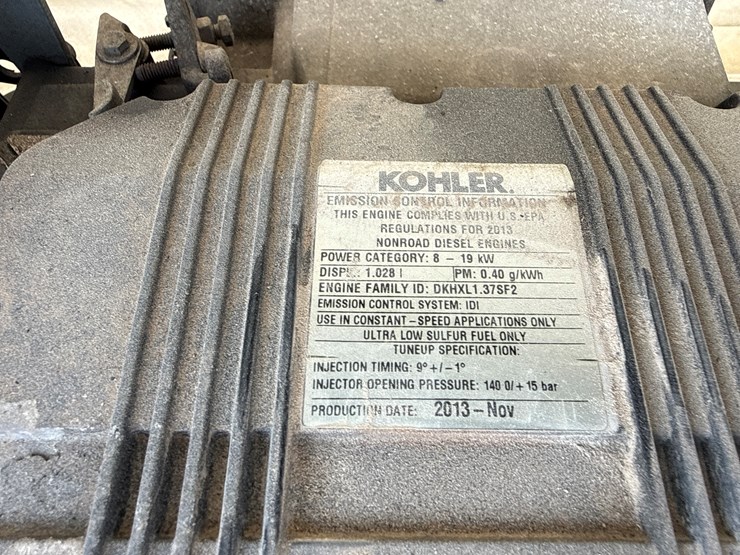 KOHLER.
EMISSION CONTROL INFORMATION
THIS ENGINE COMPLIES WITH U.S. EPA
REGULATIONS FOR 2013
NONROAD DIESEL ENGINES
POWER CATEGORY: 8 - 19 kW
DISPL.: 1.028 l PM: 0.40 g/kWh
ENGINE FAMILY ID: DKHXL1.37SF2
EMISSION CONTROL SYSTEM: IDI
USE IN CONSTANT-SPEED APPLICATIONS ONLY
ULTRA LOW SULFUR FUEL ONLY
TUNEUP SPECIFICATION:
INJECTION TIMING: 9° +/- 1°
INJECTOR OPENING PRESSURE: 140 0/+ 15 bar
PRODUCTION DATE: 2013-Nov